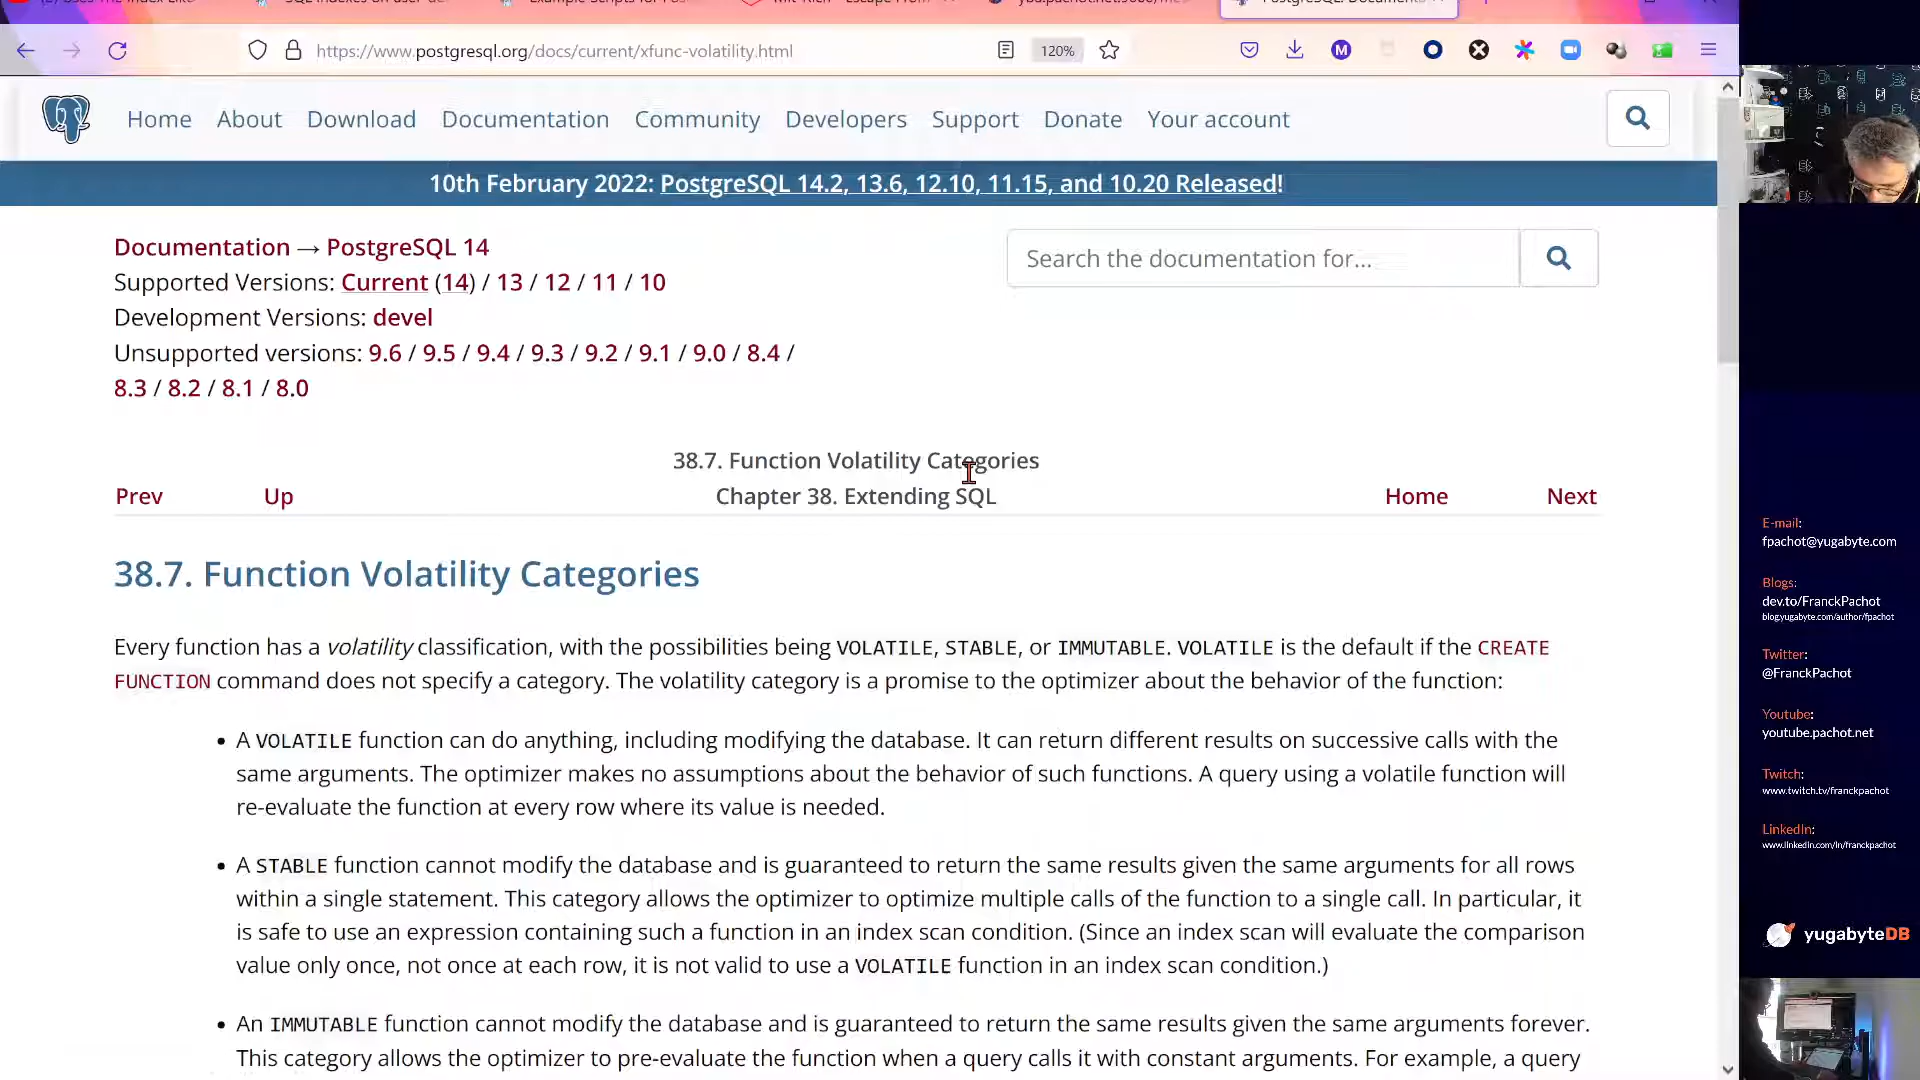 https://www.postgresql.org/docs/current/xfunc-volatility.html
120%
Home About Download Documentation Community Developers Support Donate Your account
10th February 2022: PostgreSQL 14.2, 13.6, 12.10, 11.15, and 10.20 Released!
Documentation → PostgreSQL 14
Supported Versions: Current (14) / 13 / 12 / 11 / 10
Development Versions: devel
Unsupported versions: 9.6 / 9.5 / 9.4 / 9.3 / 9.2 / 9.1 / 9.0 / 8.4 /
8.3 / 8.2 / 8.1 / 8.0
Search the documentation for...
38.7. Function Volatility Categories
Prev Up Chapter 38. Extending SQL Home Next
38.7. Function Volatility Categories
Every function has a volatility classification, with the possibilities being VOLATILE, STABLE, or IMMUTABLE. VOLATILE is the default if the CREATE
FUNCTION command does not specify a category. The volatility category is a promise to the optimizer about the behavior of the function:
• A VOLATILE function can do anything, including modifying the database. It can return different results on successive calls with the
same arguments. The optimizer makes no assumptions about the behavior of such functions. A query using a volatile function will
re-evaluate the function at every row where its value is needed.
• A STABLE function cannot modify the database and is guaranteed to return the same results given the same arguments for all rows
within a single statement. This category allows the optimizer to optimize multiple calls of the function to a single call. In particular, it
is safe to use an expression containing such a function in an index scan condition. (Since an index scan will evaluate the comparison
value only once, not once at each row, it is not valid to use a VOLATILE function in an index scan condition.)
• An IMMUTABLE function cannot modify the database and is guaranteed to return the same results given the same arguments forever.
This category allows the optimizer to pre-evaluate the function when a query calls it with constant arguments. For example, a query
E-mail:
fpachot@yugabyte.com
Blogs:
dev.to/FranckPachot
blog.yugabyte.com/author/fpachot
Twitter:
@FranckPachot
Youtube:
youtube.pachot.net
Twitch:
www.twitch.tv/franckpachot
LinkedIn:
www.linkedin.com/in/franckpachot
yugabyteDB